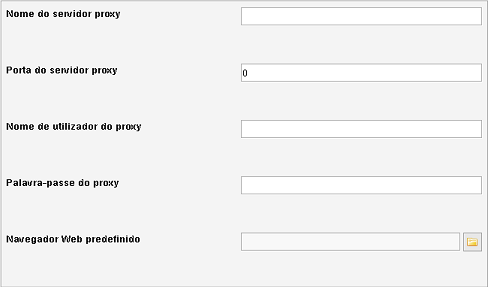 Nome do servidor proxy
Porta do servidor proxy 0
Nome de utilizador do proxy
Palavra-passe do proxy
Navegador Web predefinido